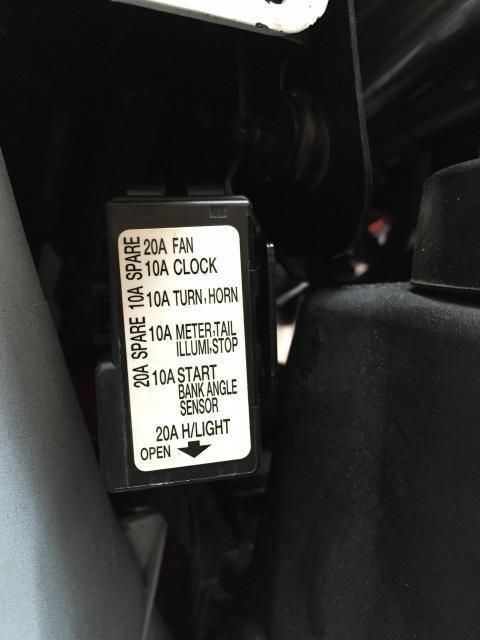 20A SPARE 10A SPARE
20A FAN
10A CLOCK
10A TURN, HORN
10A METER, TAIL
ILLUMI, STOP
10A START
BANK ANGLE
SENSOR
20A H/LIGHT
OPEN